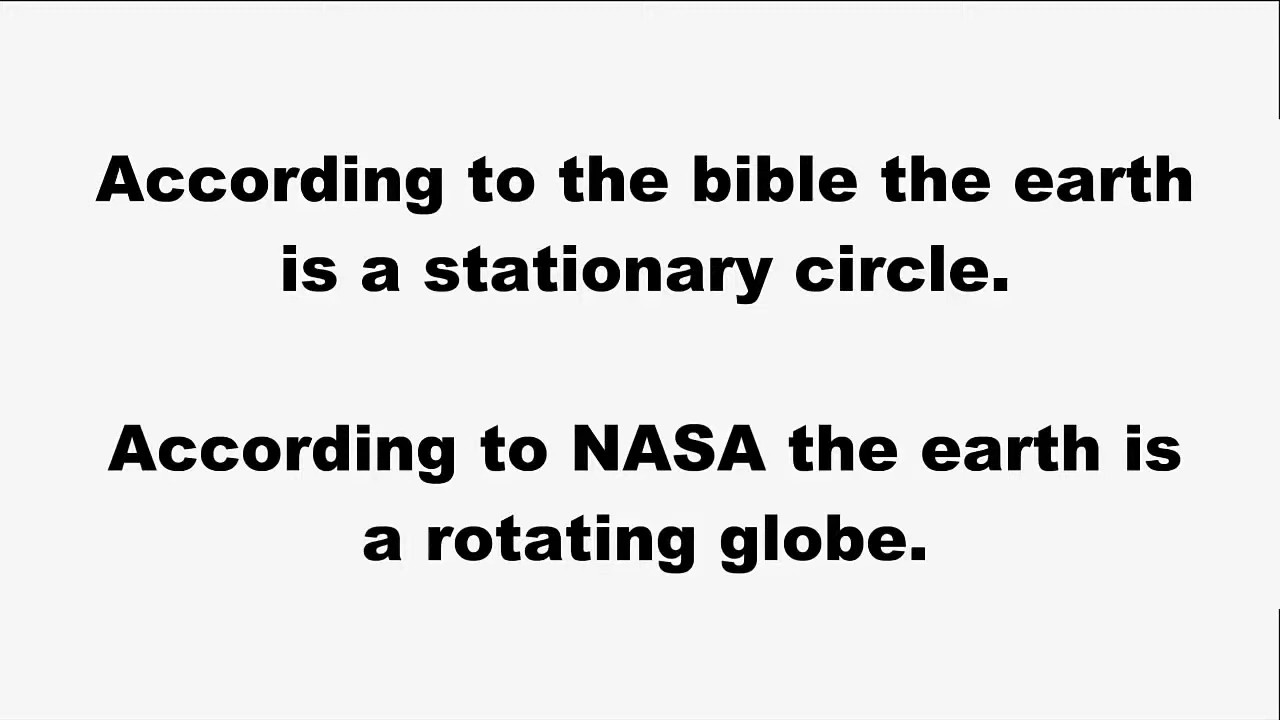 According to the bible the earth
is a stationary circle.
According to NASA the earth is
a rotating globe.